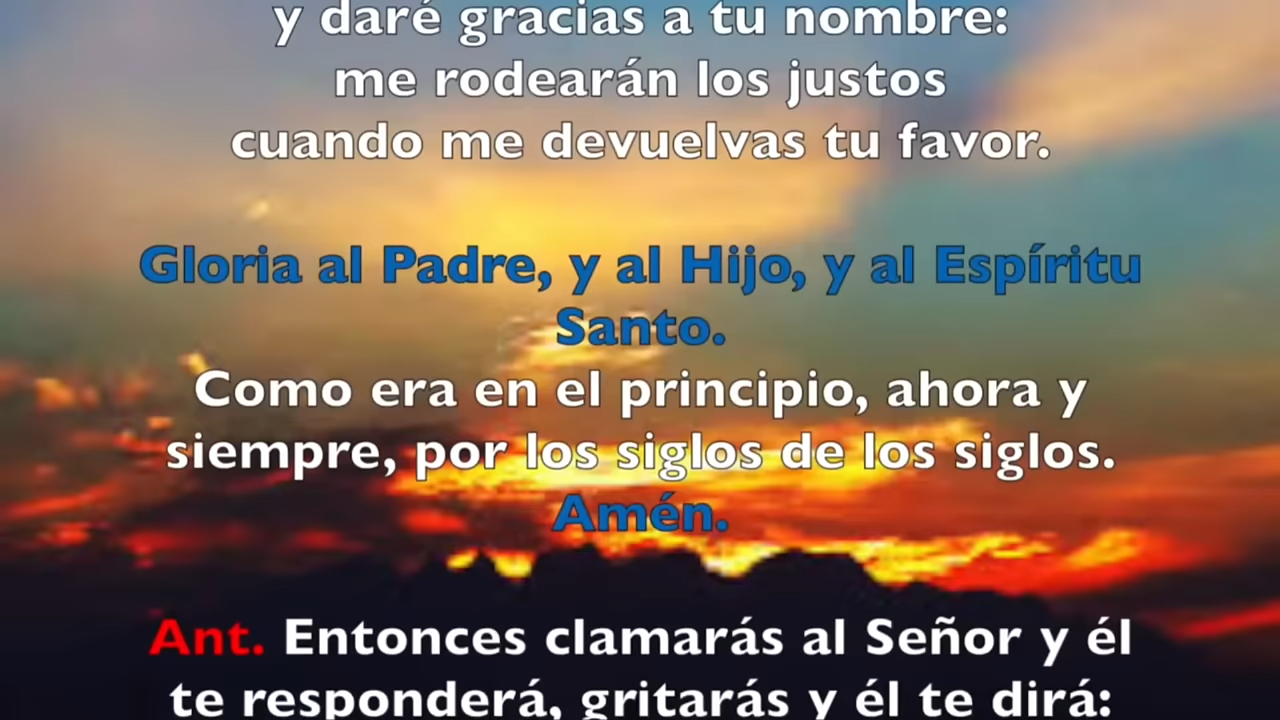 y daré gracias a tu nombre:
me rodearán los justos
cuando me devuelvas tu favor.
Gloria al Padre, y al Hijo, y al Espíritu
Santo.
Como era en el principio, ahora y
siempre, por los siglos de los siglos.
Amén.
Ant. Entonces clamarás al Señor y él
te responderá, gritarás y él te dirá: